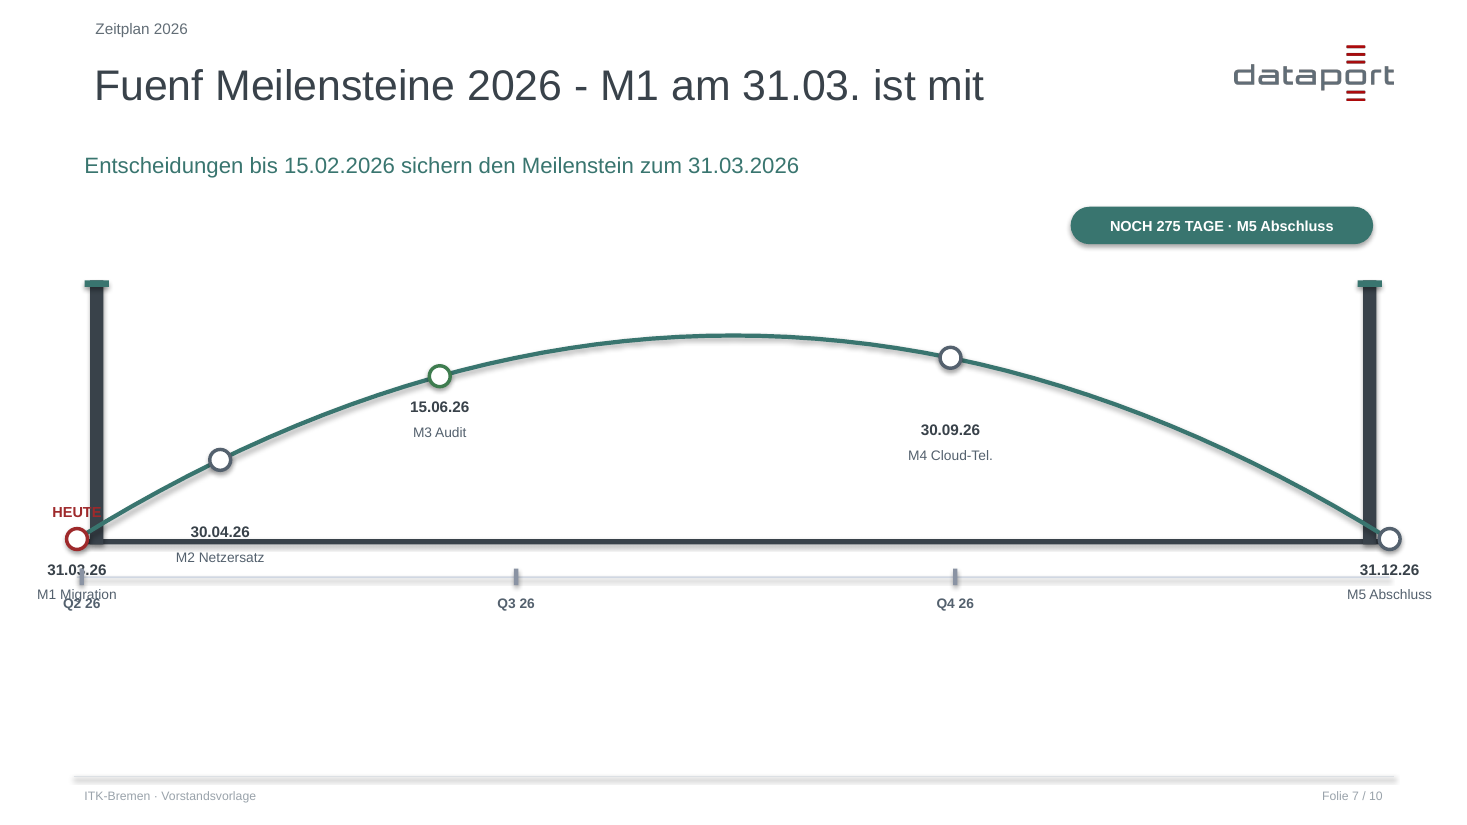 Zeitplan 2026
Fuenf Meilensteine 2026 - M1 am 31.03. ist mit
dataport
Entscheidungen bis 15.02.2026 sichern den Meilenstein zum 31.03.2026
NOCH 275 TAGE · M5 Abschluss
15.06.26
M3 Audit
30.09.26
M4 Cloud-Tel.
HEUTE
30.04.26
M2 Netzersatz
31.03.26
M1 Migration
31.12.26
M5 Abschluss
Q2 26
Q3 26
Q4 26
ITK-Bremen · Vorstandsvorlage
Folie 7 / 10